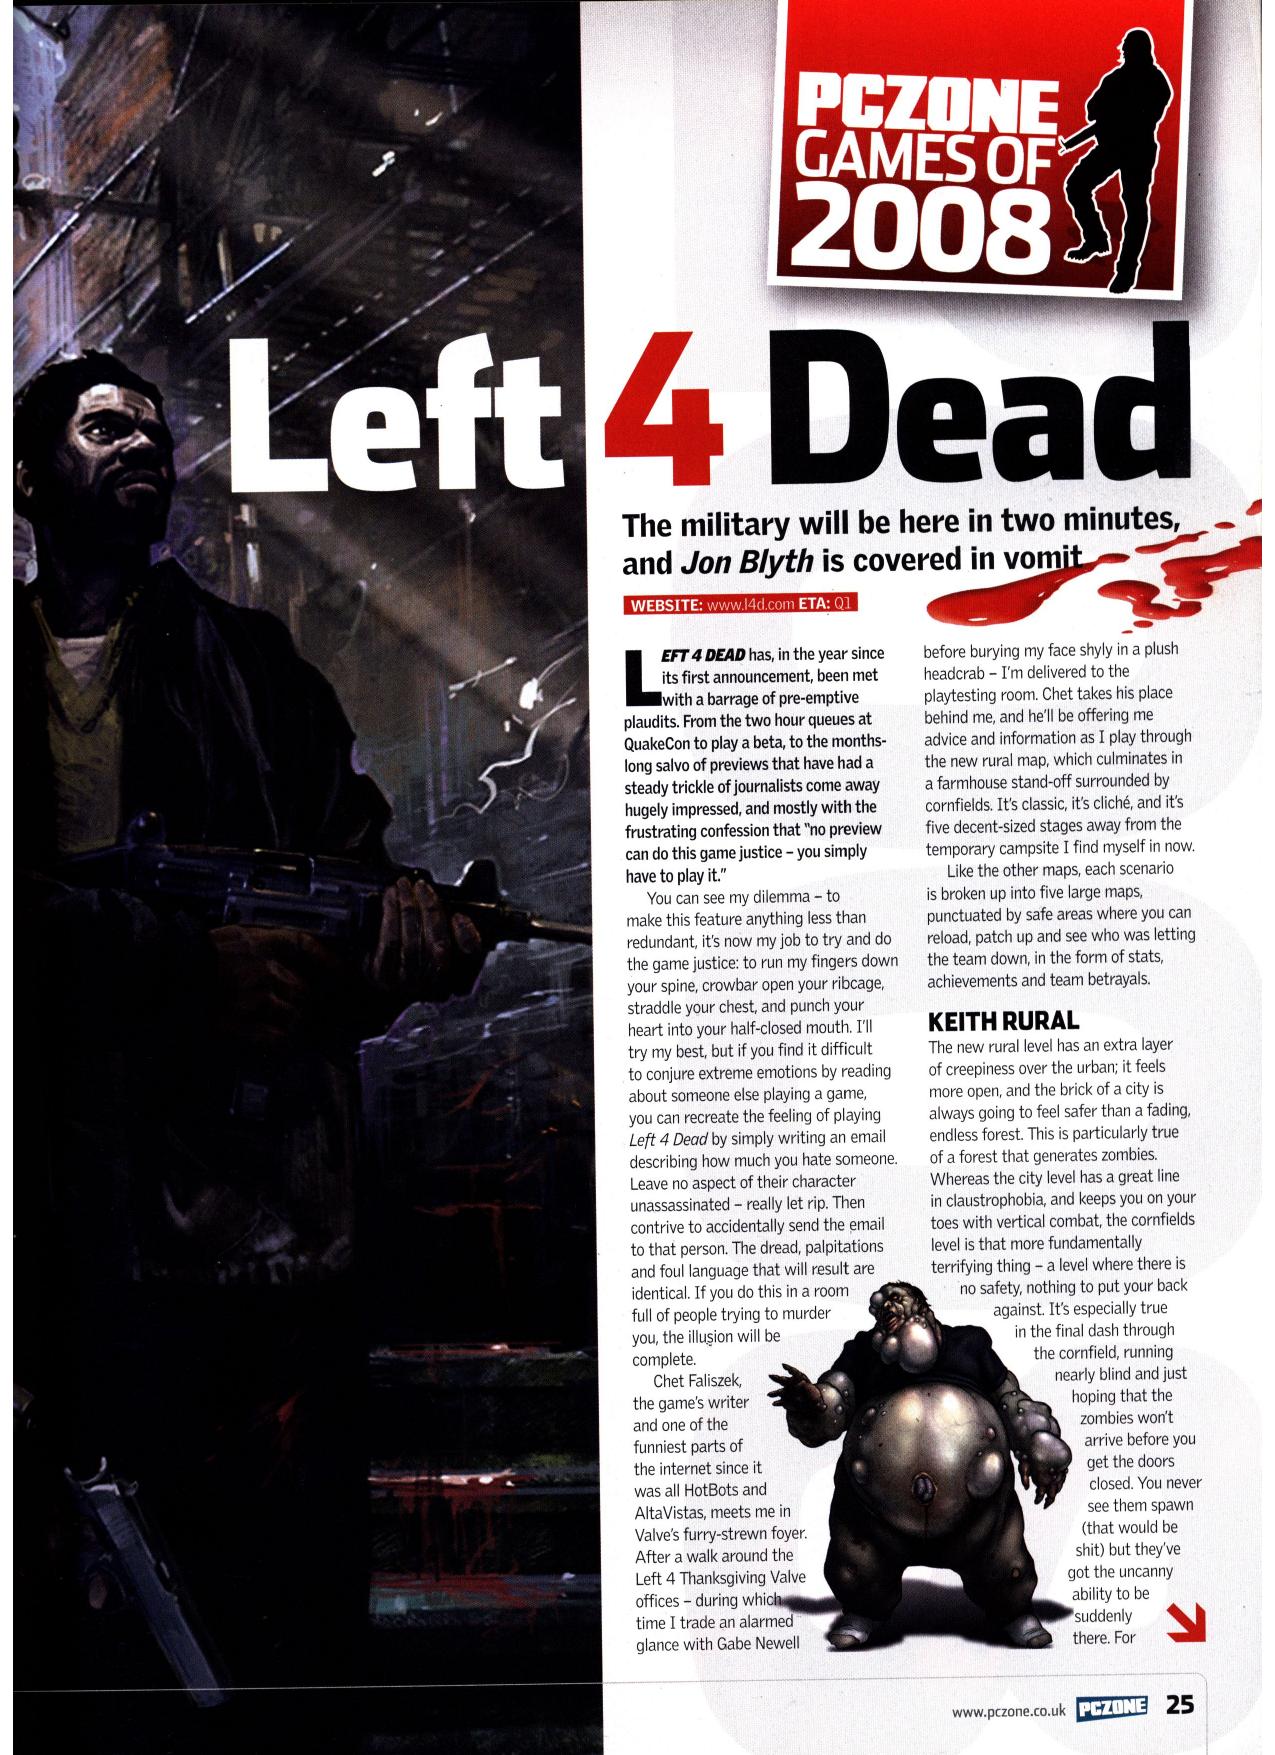 PCZONE
GAMES OF
2008
Left 4 Dead
The military will be here in two minutes,
and Jon Blyth is covered in vomit
WEBSITE: www.l4d.com ETA: Q1
LEFT 4 DEAD has, in the year since
its first announcement, been met
with a barrage of pre-emptive
plaudits. From the two hour queues at
QuakeCon to play a beta, to the months-
long salvo of previews that have had a
steady trickle of journalists come away
hugely impressed, and mostly with the
frustrating confession that "no preview
can do this game justice – you simply
have to play it."
You can see my dilemma – to
make this feature anything less than
redundant, it's now my job to try and do
the game justice: to run my fingers down
your spine, crowbar open your ribcage,
straddle your chest, and punch your
heart into your half-closed mouth. I'll
try my best, but if you find it difficult
to conjure extreme emotions by reading
about someone else playing a game,
you can recreate the feeling of playing
Left 4 Dead by simply writing an email
describing how much you hate someone.
Leave no aspect of their character
unassassinated – really let rip. Then
contrive to accidentally send the email
to that person. The dread, palpitations
and foul language that will result are
identical. If you do this in a room
full of people trying to murder
you, the illusion will be
complete.
Chet Faliszek,
the game's writer
and one of the
funniest parts of
the internet since it
was all HotBots and
AltaVistas, meets me in
Valve's furry-strewn foyer.
After a walk around the
Left 4 Thanksgiving Valve
offices – during which
time I trade an alarmed
glance with Gabe Newell
before burying my face shyly in a plush
headcrab – I'm delivered to the
playtesting room. Chet takes his place
behind me, and he'll be offering me
advice and information as I play through
the new rural map, which culminates in
a farmhouse stand-off surrounded by
cornfields. It's classic, it's cliché, and it's
five decent-sized stages away from the
temporary campsite I find myself in now.
Like the other maps, each scenario
is broken up into five large maps,
punctuated by safe areas where you can
reload, patch up and see who was letting
the team down, in the form of stats,
achievements and team betrayals.
KEITH RURAL
The new rural level has an extra layer
of creepiness over the urban; it feels
more open, and the brick of a city is
always going to feel safer than a fading,
endless forest. This is particularly true
of a forest that generates zombies.
Whereas the city level has a great line
in claustrophobia, and keeps you on your
toes with vertical combat, the cornfields
level is that more fundamentally
terrifying thing – a level where there is
no safety, nothing to put your back
against. It's especially true
in the final dash through
the cornfield, running
nearly blind and just
hoping that the
zombies won't
arrive before you
get the doors
closed. You never
see them spawn
(that would be
shit) but they've
got the uncanny
ability to be
suddenly
there. For
www.pczone.co.uk PCZONE 25